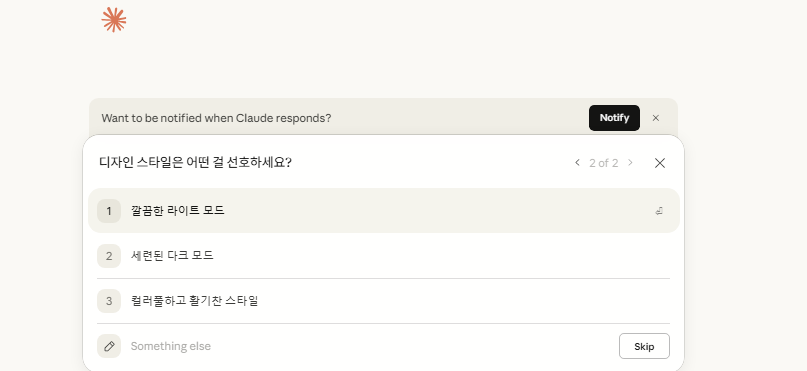 Want to be notified when Claude responds?
Notify
디자인 스타일은 어떤 걸 선호하세요?
2 of 2
1
깔끔한 라이트 모드
2
세련된 다크 모드
3
컬러풀하고 활기찬 스타일
Something else
Skip